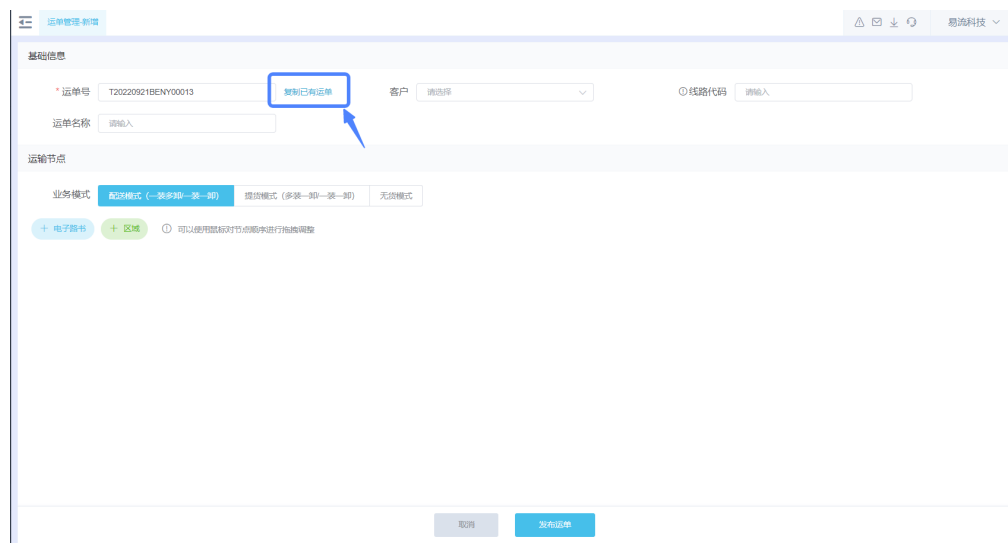 运单管理-新增 易流科技
基础信息
* 运单号 T20220921BENY00013 复制已有运单 客户 请选择 线路代码 请输入
运单名称 请输入
运输节点
业务模式 配送模式（一装多卸/一装一卸） 提货模式（多装一卸/一装一卸） 无货模式
+ 电子路书 + 区域 可以使用鼠标对节点顺序进行拖拽调整
取消 发布运单